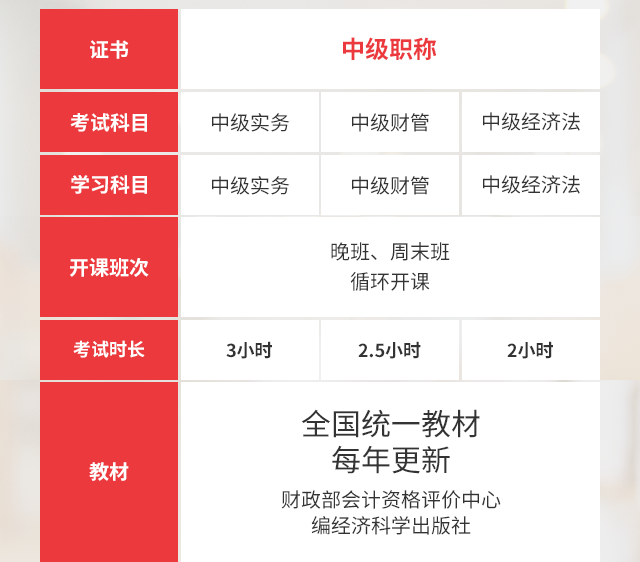 证书
中级职称
考试科目
中级实务
中级财管
中级经济法
学习科目
中级实务
中级财管
中级经济法
开课班次
晚班、周末班
循环开课
考试时长
3小时
2.5小时
2小时
教材
全国统一教材
每年更新
财政部会计资格评价中心
编经济科学出版社